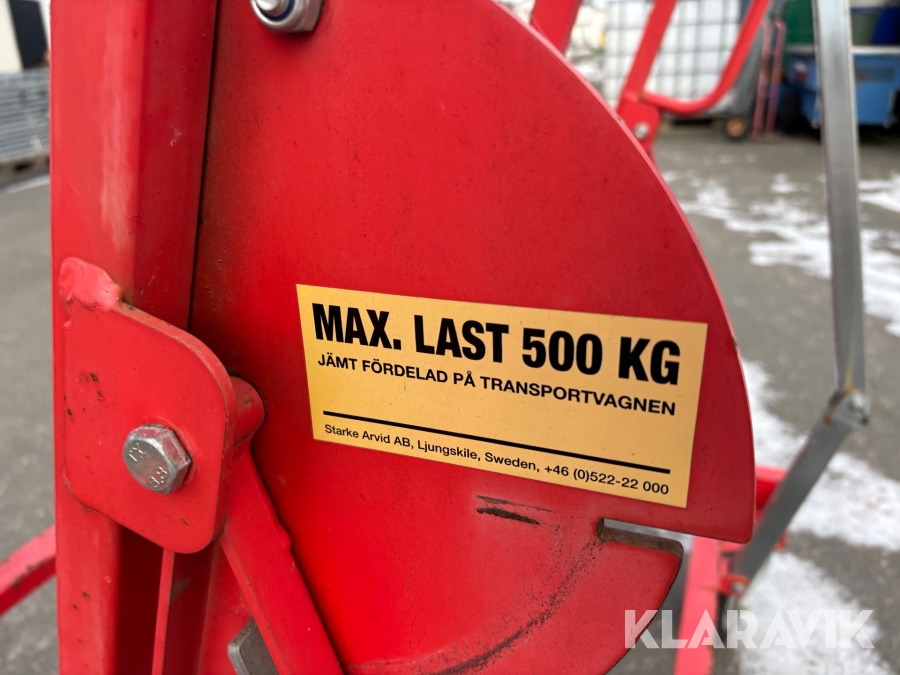 MAX. LAST 500 KG
JÄMT FÖRDELAD PÅ TRANSPORTVAGNEN
Starke Arvid AB, Ljungskile, Sweden, +46 (0)522-22 000
KLARAVIK